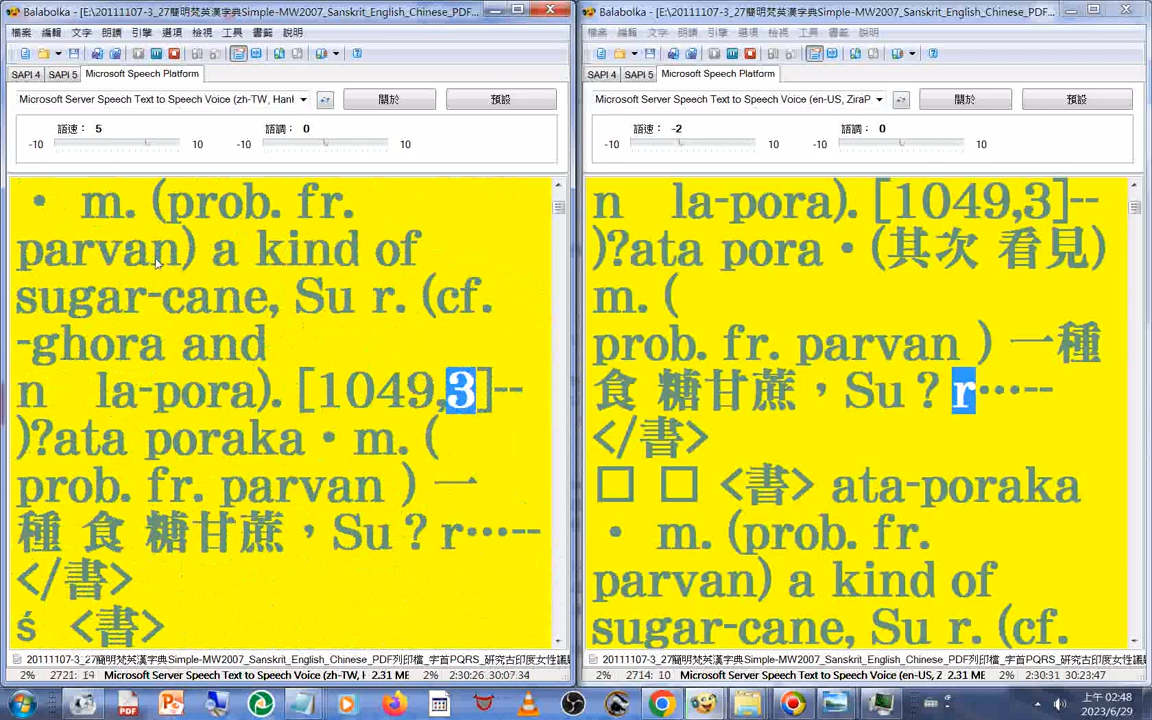 Balabolka - [E:\20111107-3_27簡明梵英漢字典Simple-MW2007_Sanskrit_English_Chinese_PDF...
檔案 編輯 文字 朗讀 引擎 選項 檢視 工具 書籤 說明
SAPI 4 SAPI 5 Microsoft Speech Platform
Microsoft Server Speech Text to Speech Voice (zh-TW, HanI
關於 預設
語速: 5 語調: 0
-10 10 -10 10
• m. (prob. fr.
parvan) a kind of
sugar-cane, Su r. (cf.
-ghora and
n la-pora). [1049,3]--
)?ata poraka • m. (
prob. fr. parvan ) 一
種 食 糖甘蔗，Su？r…--
</書>
ś <書>
20111107-3_27簡明梵英漢字典Simple-MW2007_Sanskrit_English_Chinese_PDF列印檔_字首PQRS_研究古印度女性議
2% 2721: 19 Microsoft Server Speech Text to Speech Voice (zh-TW, H 2.31 ME 2% 2:30:26 30:07:34
Balabolka - [E:\20111107-3_27簡明梵英漢字典Simple-MW2007_Sanskrit_English_Chinese_PDF...
檔案 編輯 文字 朗讀 引擎 選項 檢視 工具 書籤 說明
SAPI 4 SAPI 5 Microsoft Speech Platform
Microsoft Server Speech Text to Speech Voice (en-US, ZiraP
關於 預設
語速: -2 語調: 0
-10 10 -10 10
n la-pora). [1049,3]--
)?ata pora • (其次 看見)
m. (
prob. fr. parvan ) 一種
食 糖甘蔗，Su？r…--
</書>
□ □ <書> ata-poraka
• m. (prob. fr.
parvan) a kind of
sugar-cane, Su r. (cf.
20111107-3_27簡明梵英漢字典Simple-MW2007_Sanskrit_English_Chinese_PDF列印檔_字首PQRS_研究古印度女性議
2% 2714: 10 Microsoft Server Speech Text to Speech Voice (en-US, Z 2.31 ME 2% 2:30:31 30:23:47
上午 02:48
2023/6/29